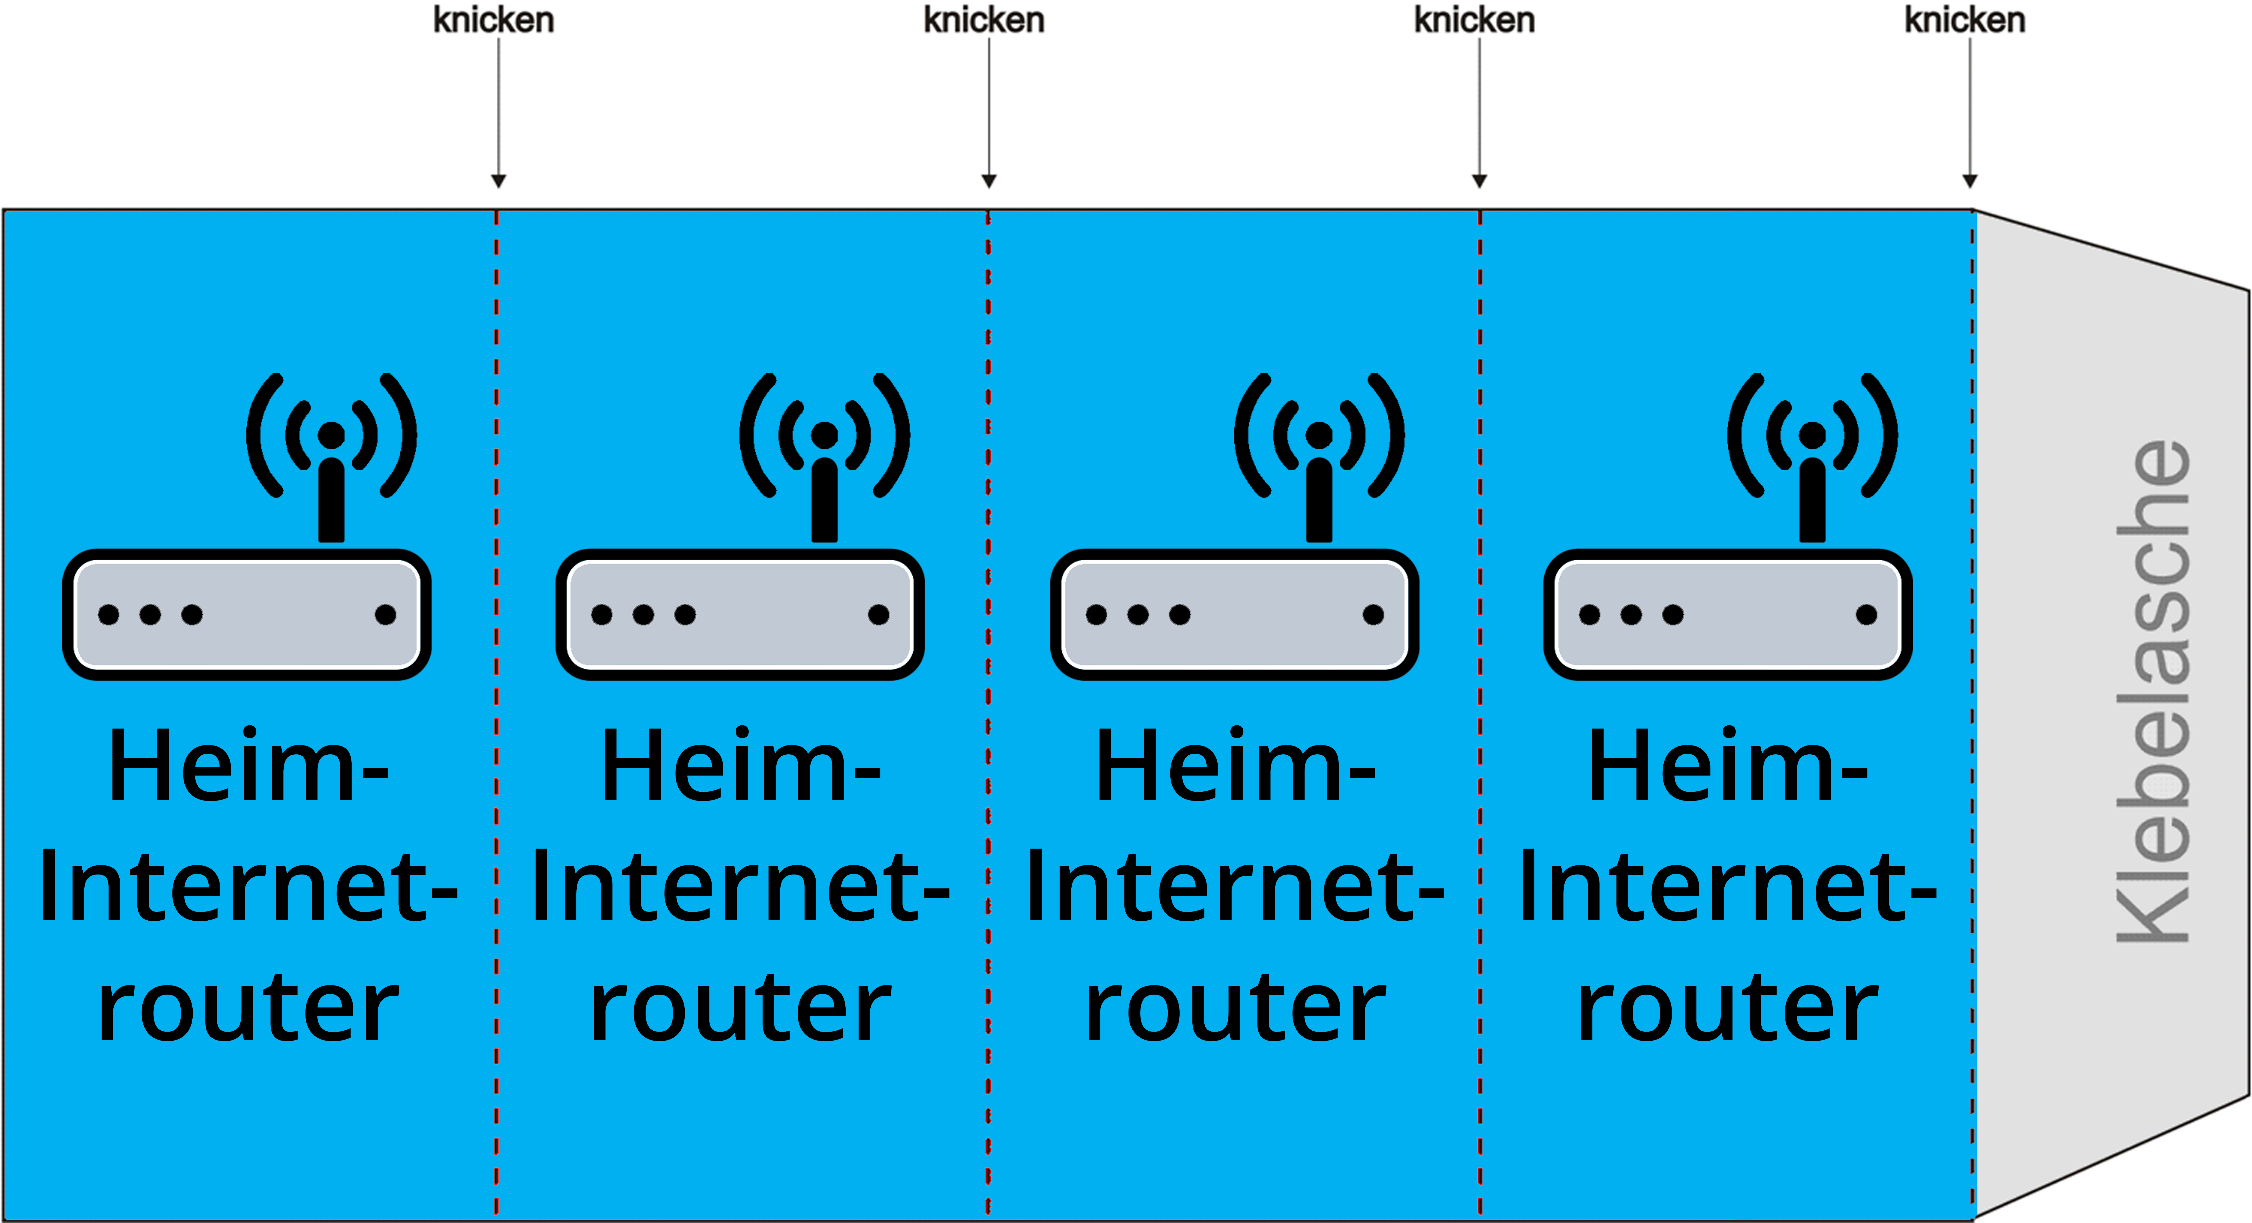 knicken knicken knicken knicken
Heim-
Internet-
router
Heim-
Internet-
router
Heim-
Internet-
router
Heim-
Internet-
router
Klebelasche